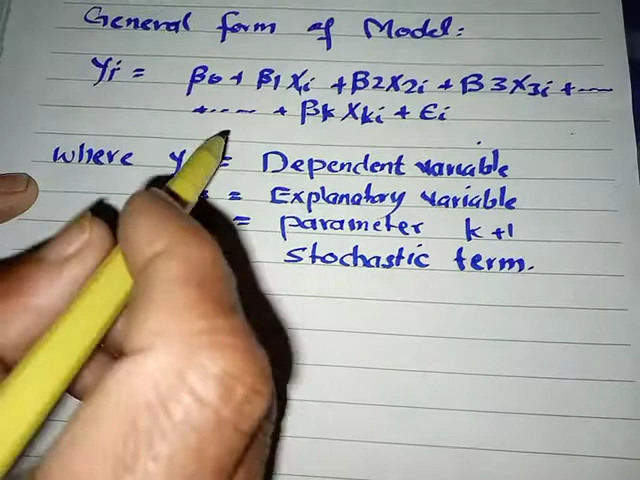 General form of Model:
Yi = β0 + β1X1i + β2X2i + β3X3i + .....
+..... + βkXki + Ei
where y = Dependent variable
= Explanatory variable
= parameter k+1
Stochastic term.